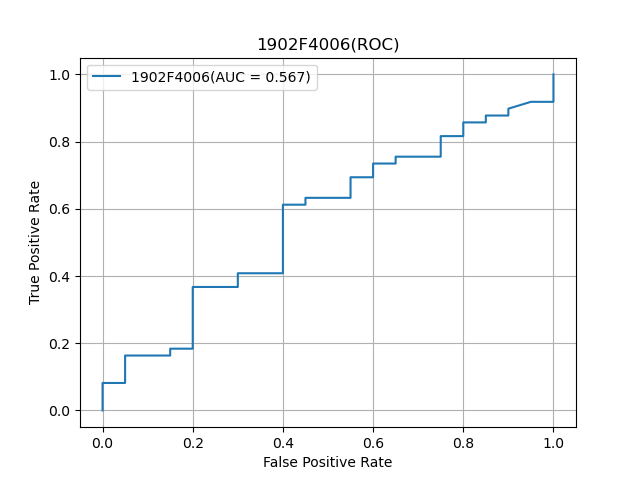 1902F4006(ROC)
1902F4006(AUC = 0.567)
1.0
0.8
0.6
0.4
0.2
0.0
True Positive Rate
0.0 0.2 0.4 0.6 0.8 1.0
False Positive Rate